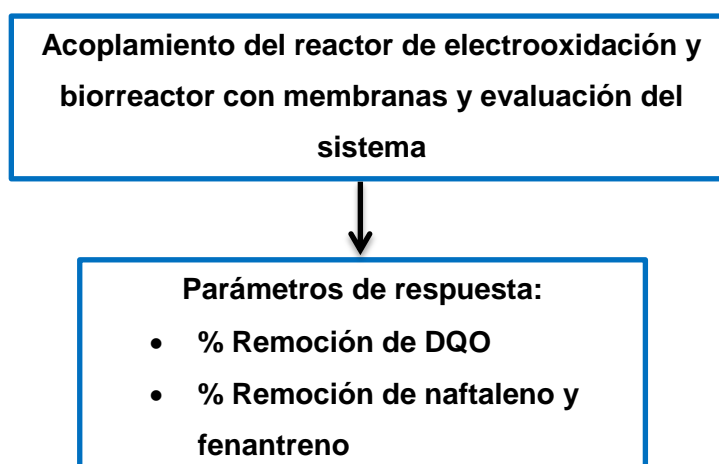 Acoplamiento del reactor de electrooxidación y
biorreactor con membranas y evaluación del
sistema
Parámetros de respuesta:
• % Remoción de DQO
• % Remoción de naftaleno y
fenantreno